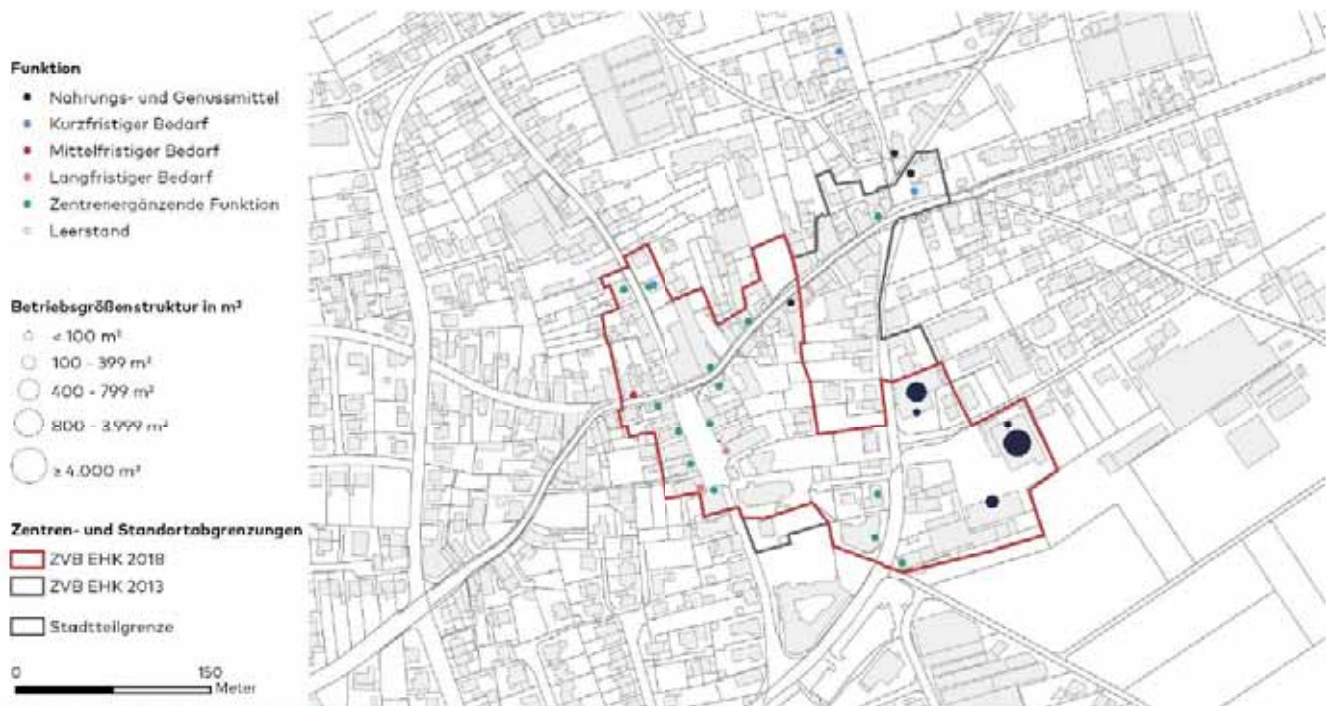 Funktion
Nahrungs- und Genussmittel
Kurzfristiger Bedarf
Mittelfristiger Bedarf
Langfristiger Bedarf
Zentrenergänzende Funktion
Leerstand
Betriebsgrößenstruktur in m²
< 100 m²
100 - 399 m²
400 - 799 m²
800 - 3.999 m²
≥ 4.000 m²
Zentren- und Standortabgrenzungen
ZVB EHK 2018
ZVB EHK 2013
Stadtteilgrenze
0 150
Meter